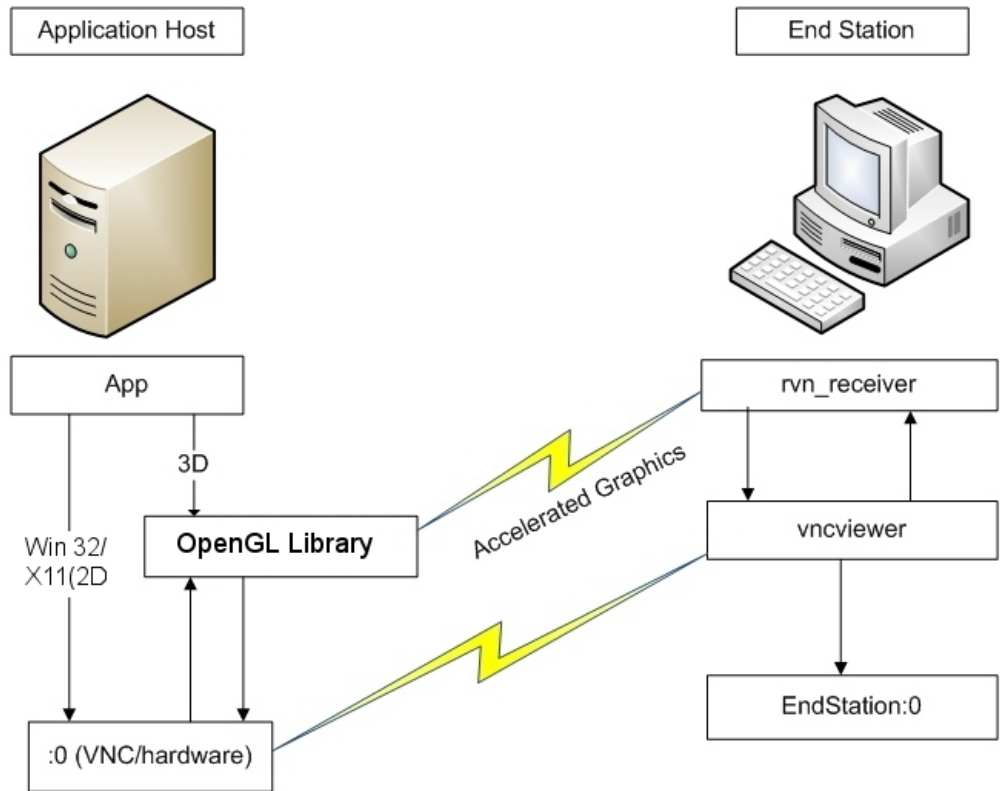 Application Host
End Station
App
rvn_receiver
3D
Accelerated Graphics
OpenGL Library
vncviewer
Win 32/
X11(2D
EndStation:0
:0 (VNC/hardware)